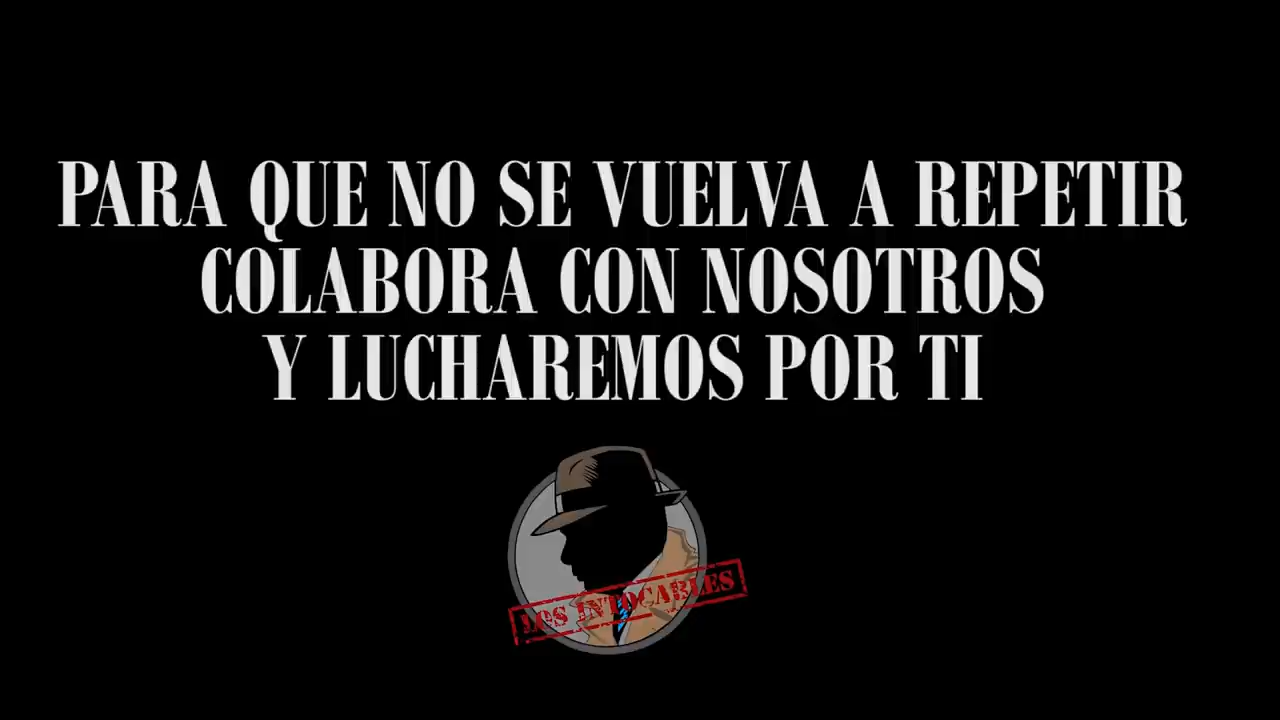 PARA QUE NO SE VUELVA A REPETIR
COLABORA CON NOSOTROS
Y LUCHAREMOS POR TI
LOS INTOCABLES